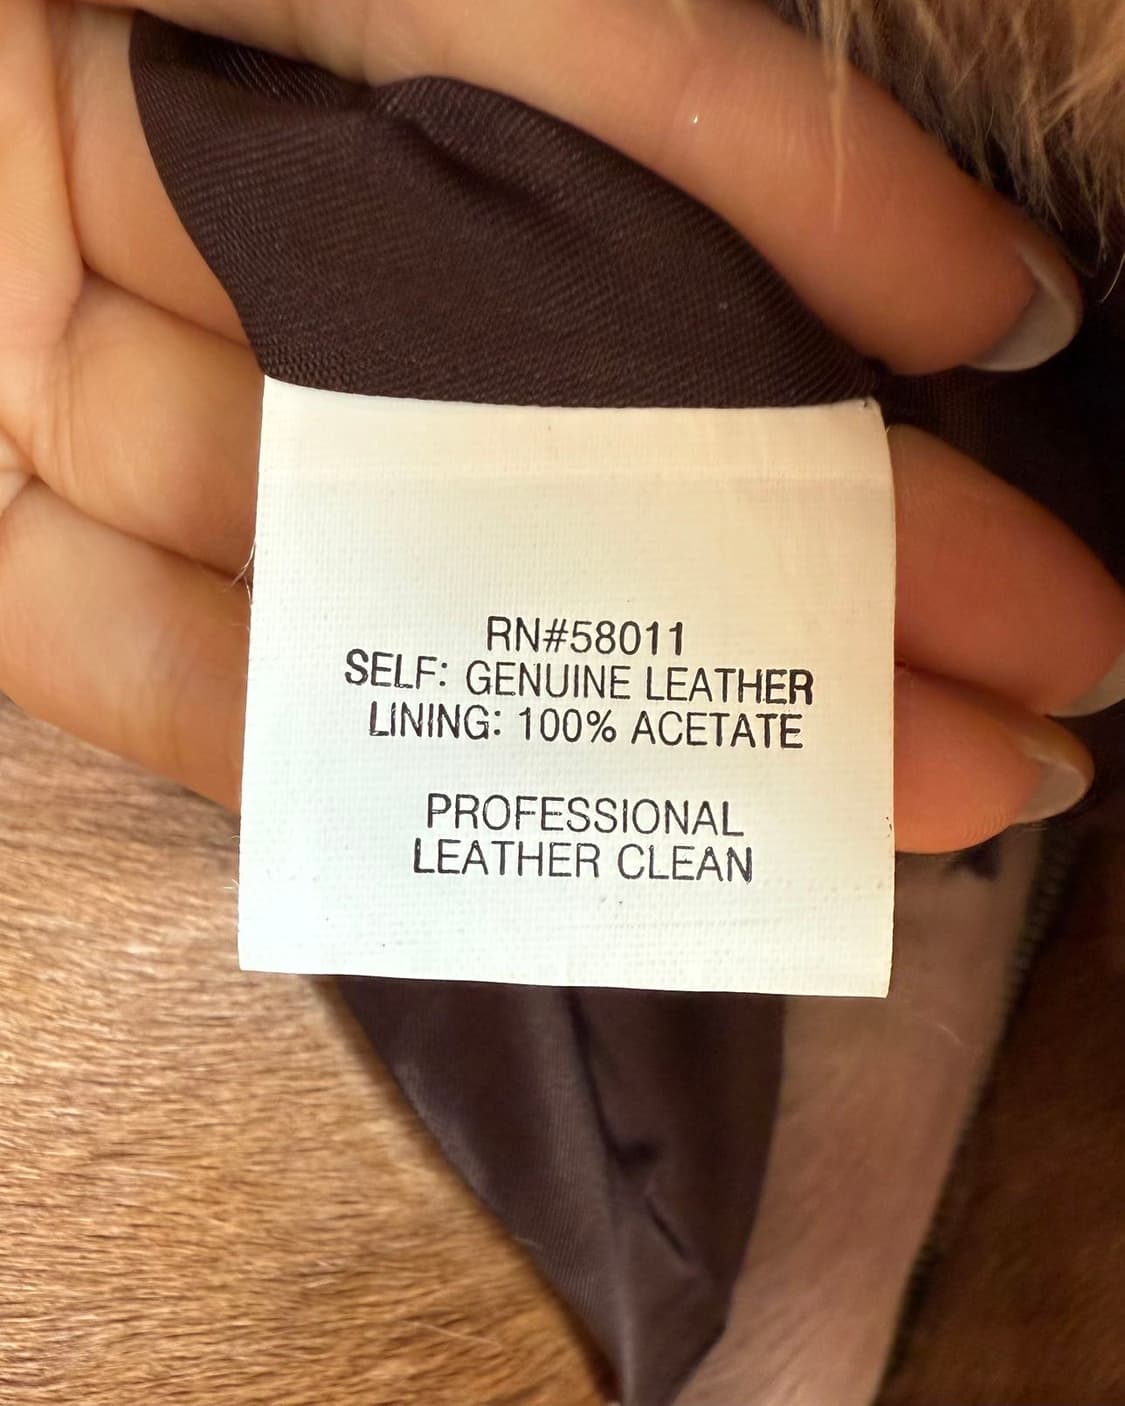 RN#58011
SELF: GENUINE LEATHER
LINING: 100% ACETATE
PROFESSIONAL
LEATHER CLEAN